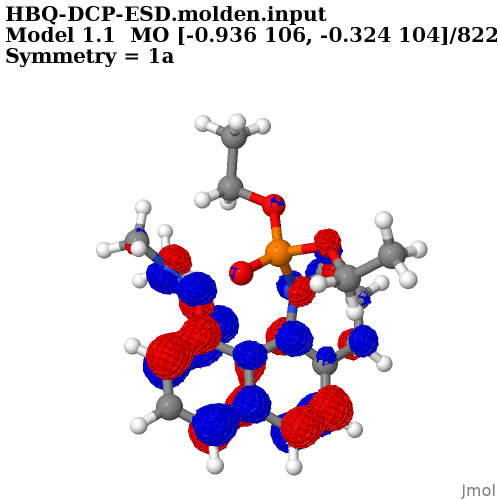 HBQ-DCP-ESD.molden.input
Model 1.1  MO [-0.936 106, -0.324 104]/822
Symmetry = 1a
Jmol